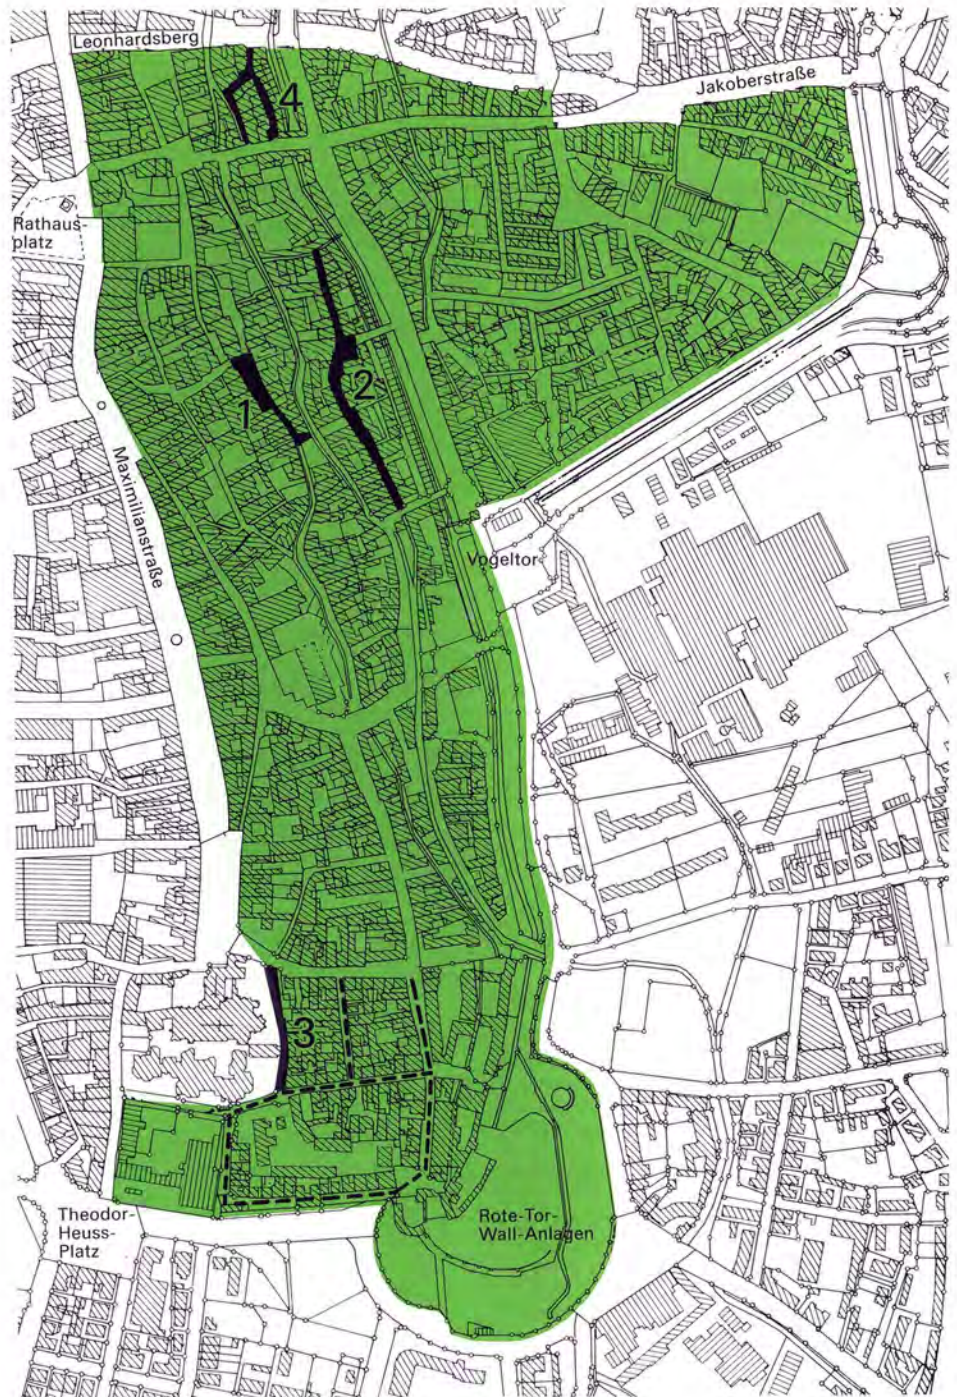 Leonhardsberg
Jakoberstraße
4
Rathaus-
platz
1
2
Maximilianstraße
Vogeltor
3
Theodor-
Heuss-
Platz
Rote-Tor-
Wall-Anlagen